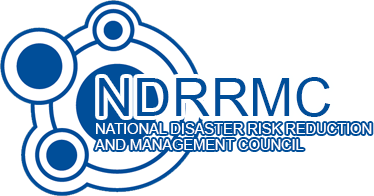 NDRRMC
NATIONAL DISASTER RISK REDUCTION
AND MANAGEMENT COUNCIL